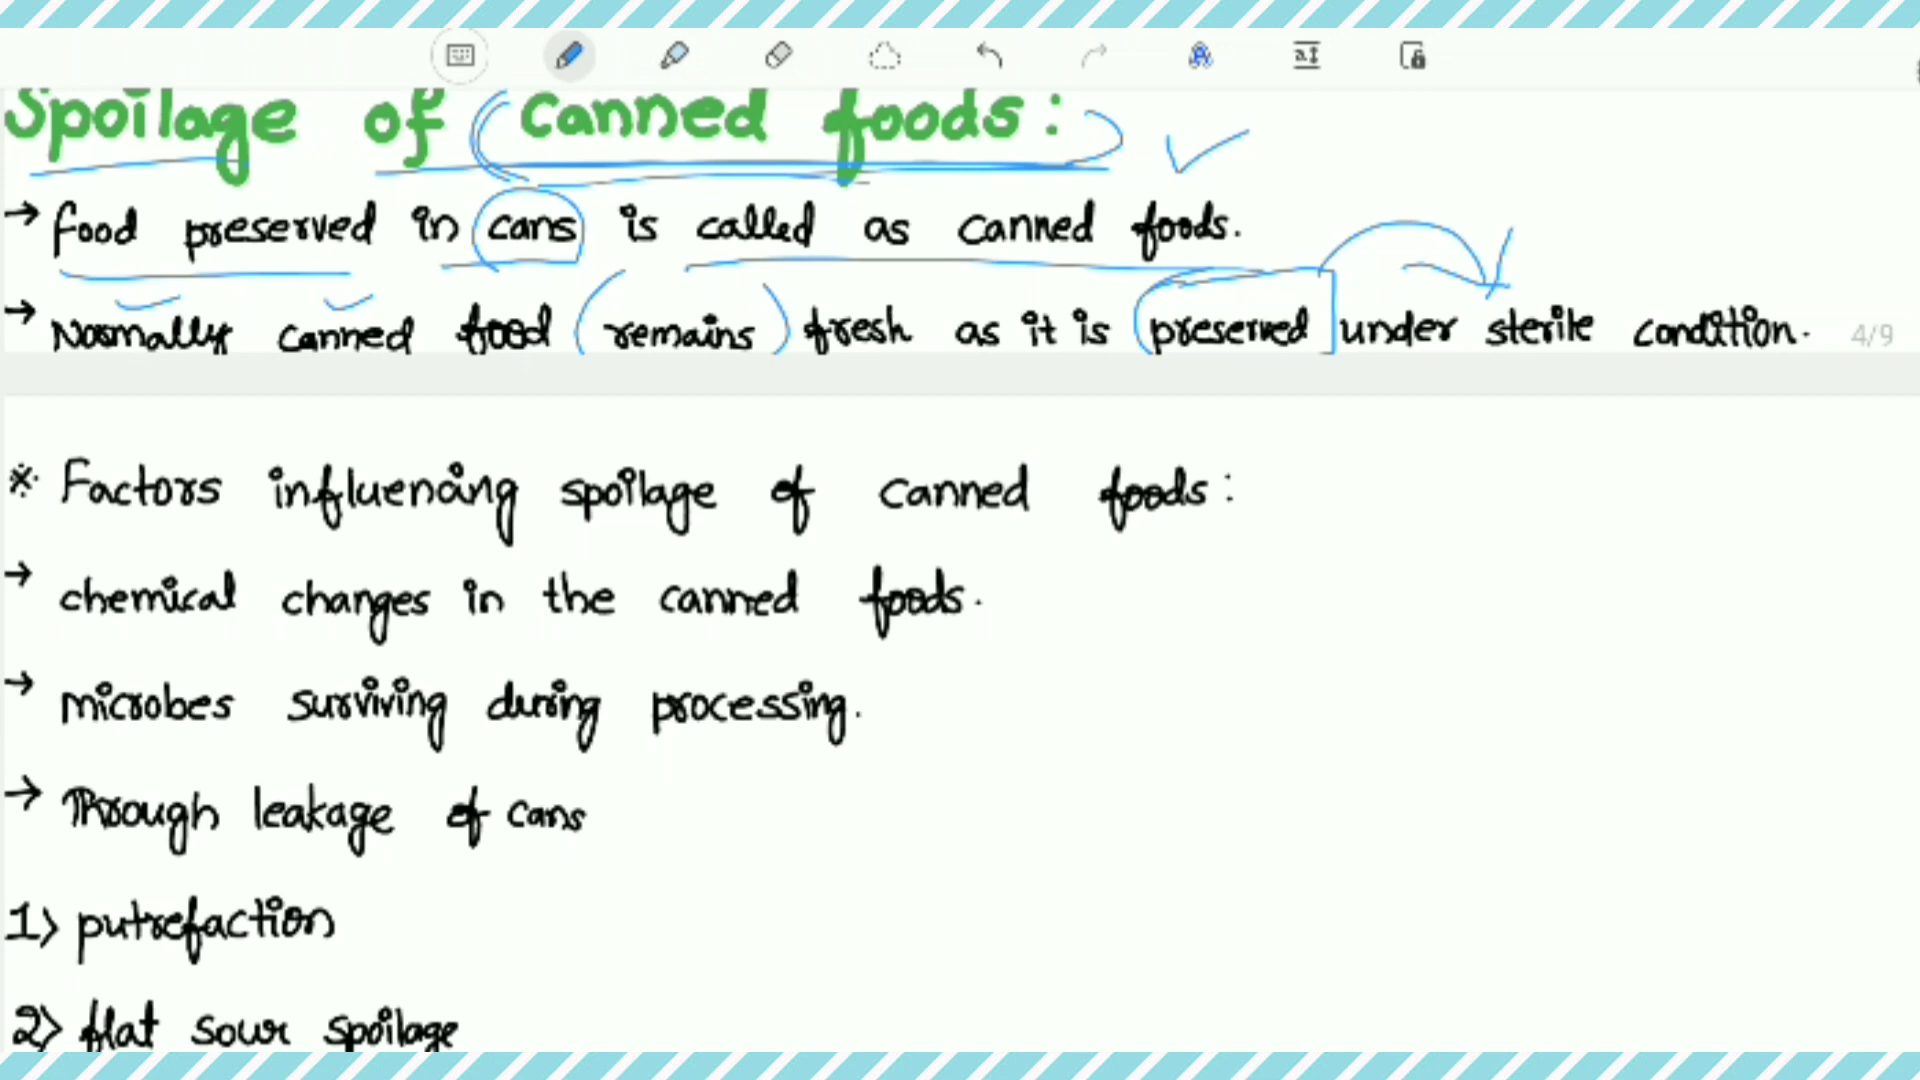 Spoilage of canned foods:
→ food preserved in cans is called as canned foods.
→ Normally canned food remains fresh as it is preserved under sterile condition.
4/9
※ Factors influencing spoilage of canned foods:
→ chemical changes in the canned foods.
→ microbes surviving during processing.
→ Through leakage of cans
1) putrefaction
2) flat sour spoilage